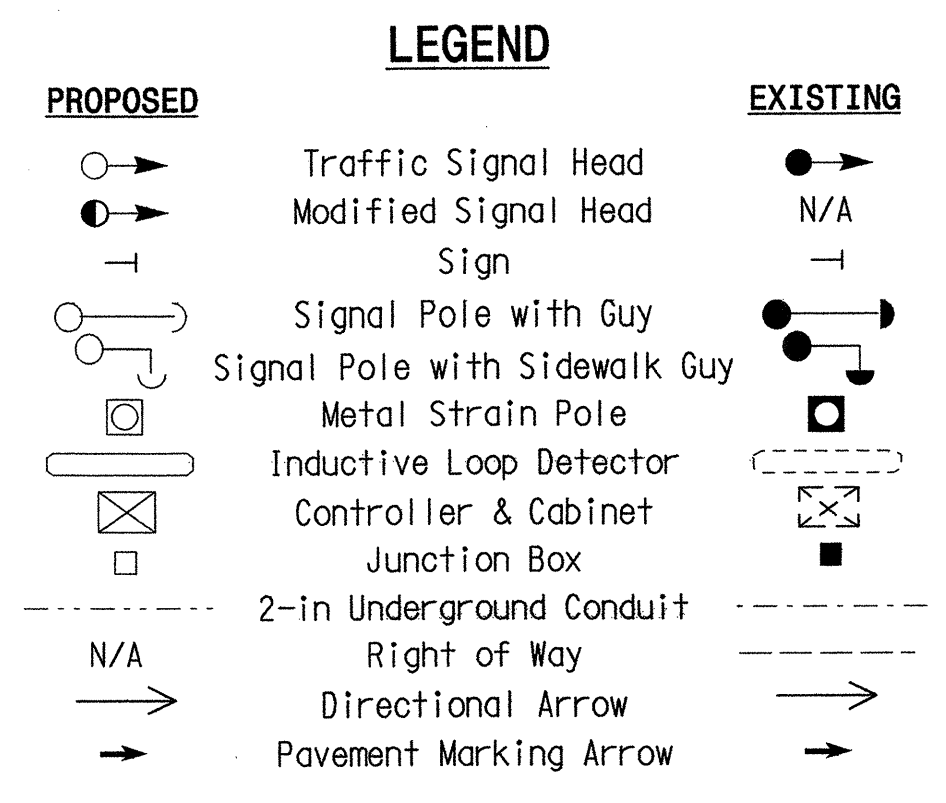 LEGEND
PROPOSED EXISTING
Traffic Signal Head
Modified Signal Head N/A
Sign
Signal Pole with Guy
Signal Pole with Sidewalk Guy
Metal Strain Pole
Inductive Loop Detector
Controller & Cabinet
Junction Box
2-in Underground Conduit
N/A Right of Way
Directional Arrow
Pavement Marking Arrow